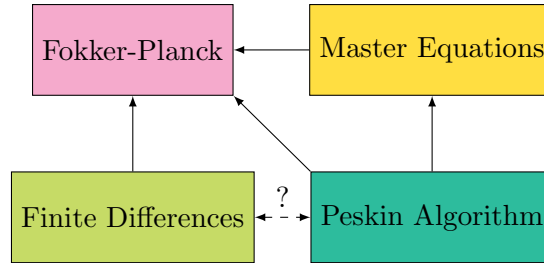 Fokker-Planck
Master Equations
?
Finite Differences
Peskin Algorithm